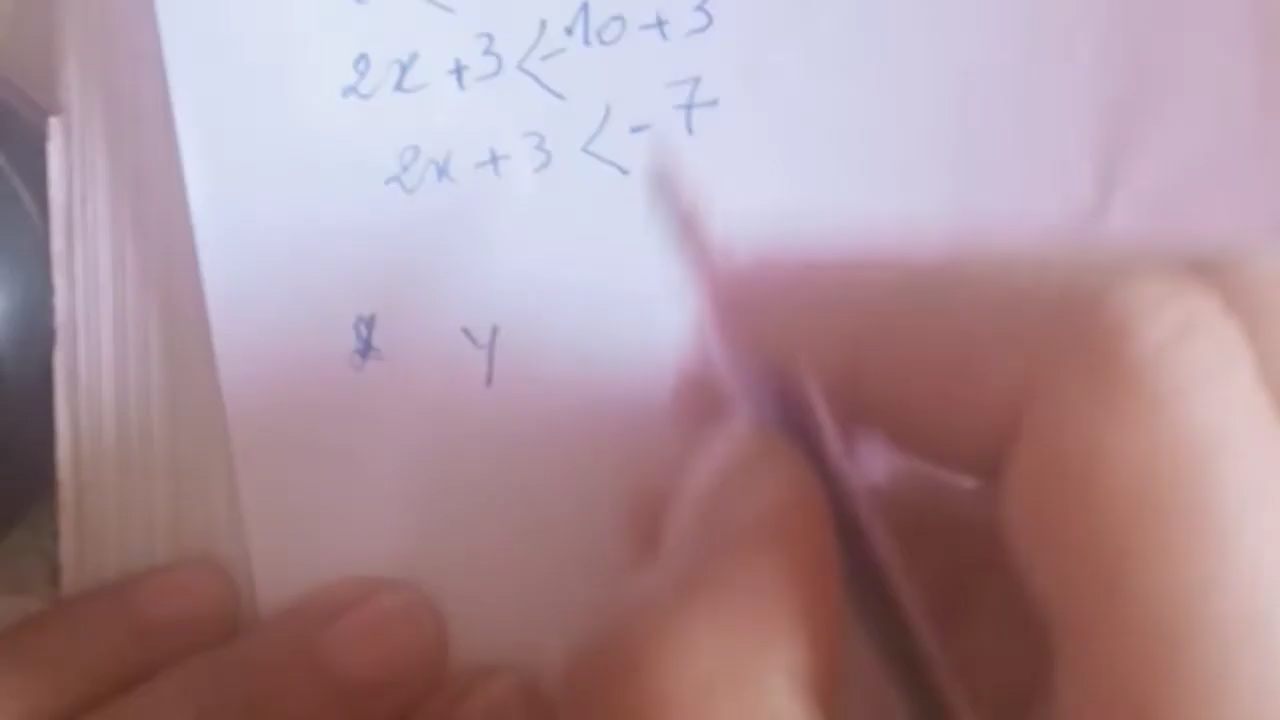 2x + 3 < -10 + 3
2x + 3 < -7
y